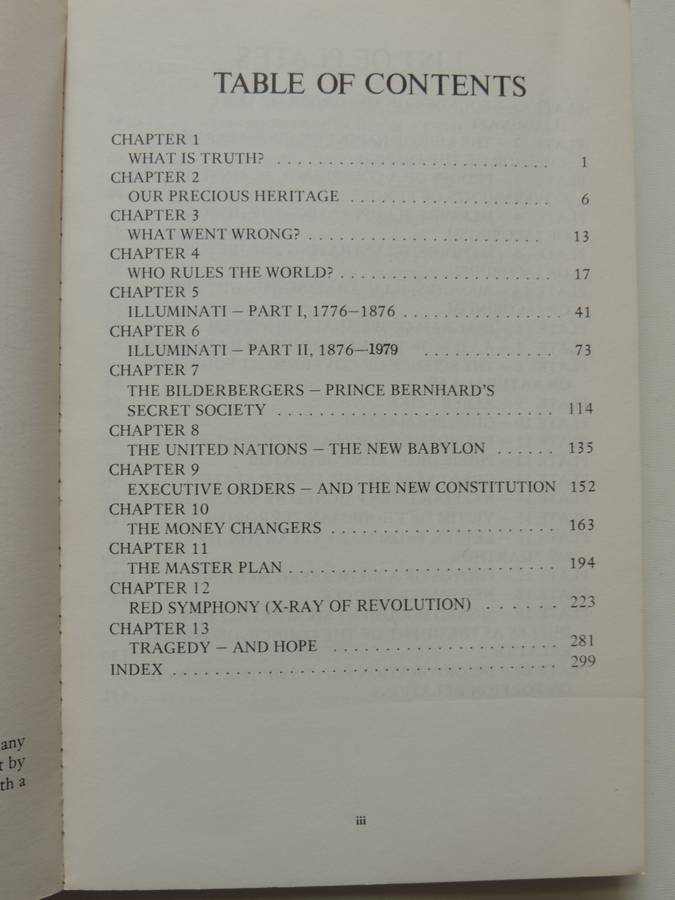 TABLE OF CONTENTS
CHAPTER 1
WHAT IS TRUTH? . . . . . . . . . . . . . . . . . . . . . . . . . . . 1
CHAPTER 2
OUR PRECIOUS HERITAGE . . . . . . . . . . . . . . . . . . . . 6
CHAPTER 3
WHAT WENT WRONG? . . . . . . . . . . . . . . . . . . . . . . . 13
CHAPTER 4
WHO RULES THE WORLD? . . . . . . . . . . . . . . . . . . . . . 17
CHAPTER 5
ILLUMINATI – PART I, 1776–1876 . . . . . . . . . . . . . . . . 41
CHAPTER 6
ILLUMINATI – PART II, 1876–1979 . . . . . . . . . . . . . 73
CHAPTER 7
THE BILDERBERGERS – PRINCE BERNHARD'S
SECRET SOCIETY . . . . . . . . . . . . . . . . . . . . . . . . . . . 114
CHAPTER 8
THE UNITED NATIONS – THE NEW BABYLON . . . . . . 135
CHAPTER 9
EXECUTIVE ORDERS – AND THE NEW CONSTITUTION 152
CHAPTER 10
THE MONEY CHANGERS . . . . . . . . . . . . . . . . . . . . . . 163
CHAPTER 11
THE MASTER PLAN . . . . . . . . . . . . . . . . . . . . . . . . . . 194
CHAPTER 12
RED SYMPHONY (X-RAY OF REVOLUTION) . . . . . . . 223
CHAPTER 13
TRAGEDY – AND HOPE . . . . . . . . . . . . . . . . . . . . . . 281
INDEX . . . . . . . . . . . . . . . . . . . . . . . . . . . . . . . . . . . . . 299
any
by
th a
iii